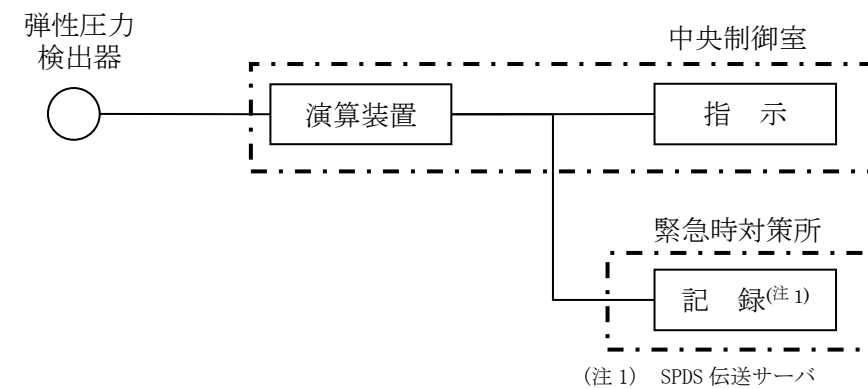 弾性圧力
検出器
中央制御室
演算装置
指　示
緊急時対策所
記　録(注 1)
(注 1)　SPDS 伝送サーバ